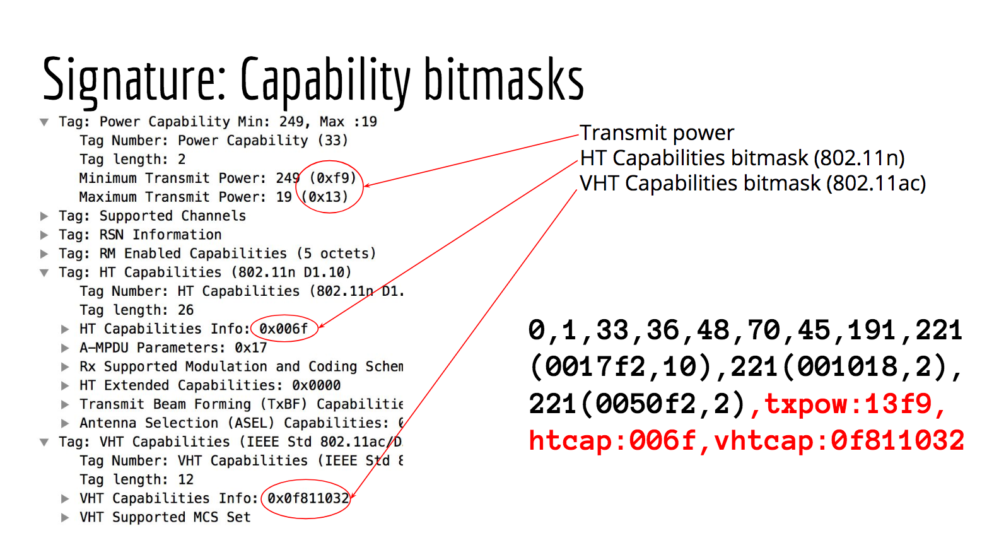 Signature: Capability bitmasks
Tag: Power Capability Min: 249, Max :19
Tag Number: Power Capability (33)
Tag length: 2
Minimum Transmit Power: 249 (0xf9)
Maximum Transmit Power: 19 (0x13)
Tag: Supported Channels
Tag: RSN Information
Tag: RM Enabled Capabilities (5 octets)
Tag: HT Capabilities (802.11n D1.10)
Tag Number: HT Capabilities (802.11n D1.
Tag length: 26
HT Capabilities Info: 0x006f
A-MPDU Parameters: 0x17
Rx Supported Modulation and Coding Schem
HT Extended Capabilities: 0x0000
Transmit Beam Forming (TxBF) Capabilitie
Antenna Selection (ASEL) Capabilities: 0
Tag: VHT Capabilities (IEEE Std 802.11ac/D
Tag Number: VHT Capabilities (IEEE Std 8
Tag length: 12
VHT Capabilities Info: 0x0f811032
VHT Supported MCS Set
Transmit power
HT Capabilities bitmask (802.11n)
VHT Capabilities bitmask (802.11ac)
0,1,33,36,48,70,45,191,221
(0017f2,10),221(001018,2),
221(0050f2,2),txpow:13f9,
htcap:006f,vhtcap:0f811032